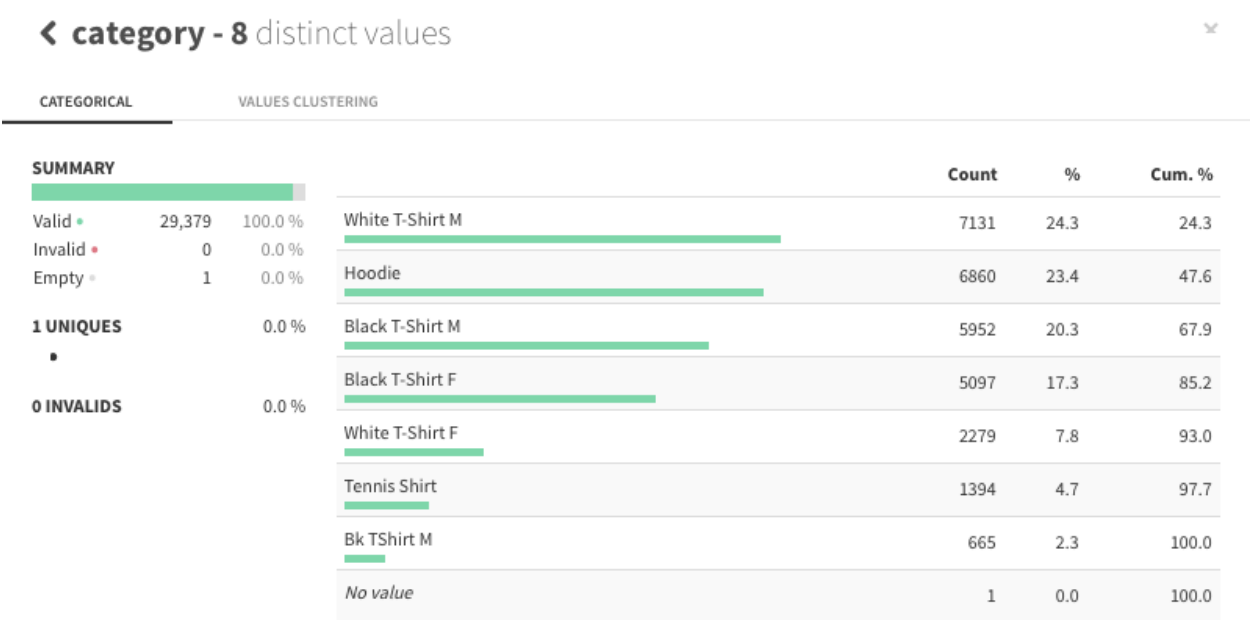 category - 8 distinct values
CATEGORICAL VALUES CLUSTERING
SUMMARY
Valid 29,379 100.0 %
Invalid 0 0.0 %
Empty 1 0.0 %
1 UNIQUES 0.0 %
0 INVALIDS 0.0 %
Count % Cum. %
White T-Shirt M 7131 24.3 24.3
Hoodie 6860 23.4 47.6
Black T-Shirt M 5952 20.3 67.9
Black T-Shirt F 5097 17.3 85.2
White T-Shirt F 2279 7.8 93.0
Tennis Shirt 1394 4.7 97.7
Bk TShirt M 665 2.3 100.0
No value 1 0.0 100.0